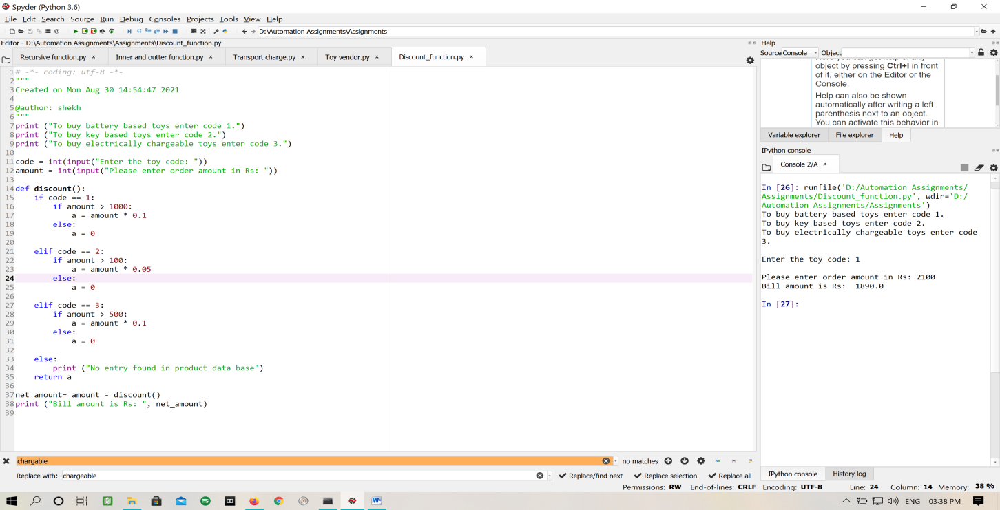 Spyder (Python 3.6)
File Edit Search Source Run Debug Consoles Projects Tools View Help
D:\Automation Assignments\Assignments
Editor - D:\Automation Assignments\Assignments\Discount_function.py
Recursive function.py Inner and outter function.py Transport charge.py Toy vendor.py Discount_function.py
1 # -*- coding: utf-8 -*-
2 """
3 Created on Mon Aug 30 14:54:47 2021
4
5 @author: shekh
6 """
7 print ("To buy battery based toys enter code 1.")
8 print ("To buy key based toys enter code 2.")
9 print ("To buy electrically chargeable toys enter code 3.")
10
11 code = int(input("Enter the toy code: "))
12 amount = int(input("Please enter order amount in Rs: "))
13
14 def discount():
15     if code == 1:
16         if amount > 1000:
17             a = amount * 0.1
18         else:
19             a = 0
20
21     elif code == 2:
22         if amount > 100:
23             a = amount * 0.05
24         else:
25             a = 0
26
27     elif code == 3:
28         if amount > 500:
29             a = amount * 0.1
30         else:
31             a = 0
32
33     else:
34         print ("No entry found in product data base")
35     return a
36
37 net_amount= amount - discount()
38 print ("Bill amount is Rs: ", net_amount)
39
chargable no matches
Replace with: chargeable Replace/find next Replace selection Replace all
Help
Source Console Object
object by pressing Ctrl+I in front
of it, either on the Editor or the
Console.
Help can also be shown
automatically after writing a left
parenthesis next to an object.
You can activate this behavior in
Variable explorer File explorer Help
IPython console
Console 2/A
In [26]: runfile('D:/Automation Assignments/
Assignments/Discount_function.py', wdir='D:/
Automation Assignments/Assignments')
To buy battery based toys enter code 1.
To buy key based toys enter code 2.
To buy electrically chargeable toys enter code
3.
Enter the toy code: 1
Please enter order amount in Rs: 2100
Bill amount is Rs:  1890.0
In [27]:
IPython console History log
Permissions: RW End-of-lines: CRLF Encoding: UTF-8 Line: 24 Column: 14 Memory: 38 %
ENG 03:38 PM